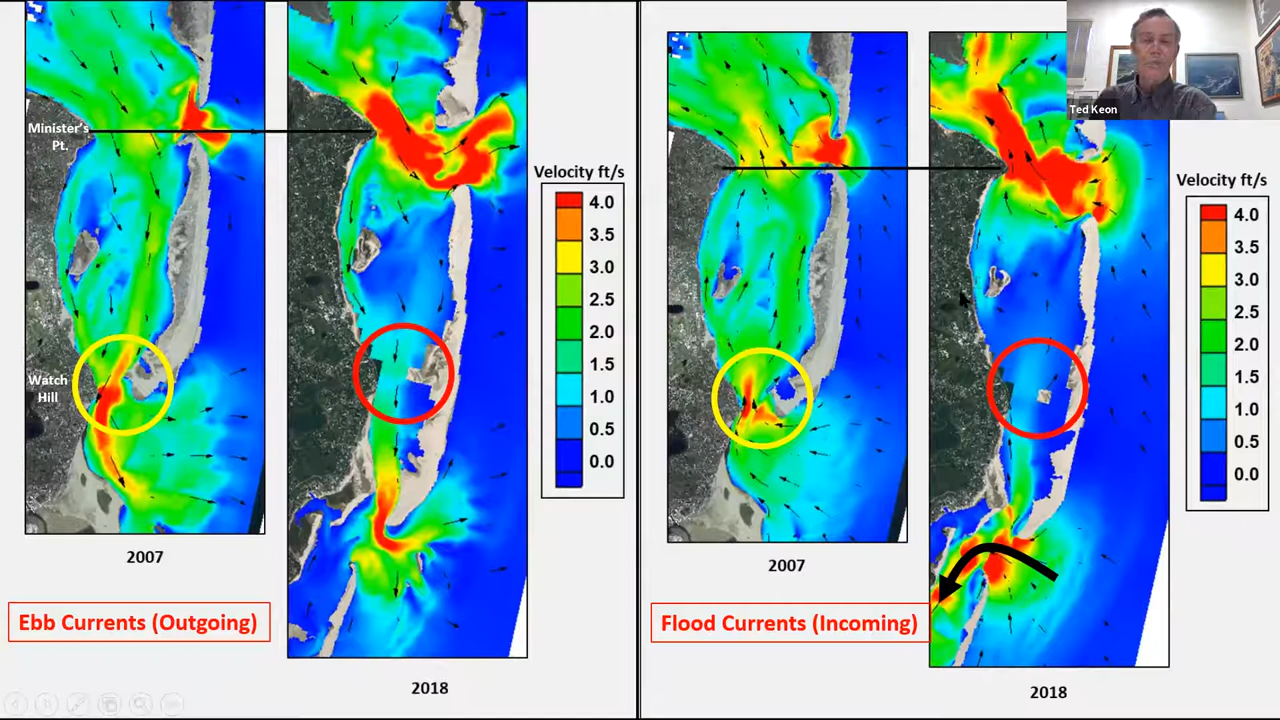 Minister's
Pt.
Watch
Hill
2007
Ebb Currents (Outgoing)
2018
Velocity ft/s
4.0
3.5
3.0
2.5
2.0
1.5
1.0
0.5
0.0
2007
Flood Currents (Incoming)
2018
Velocity ft/s
4.0
3.5
3.0
2.5
2.0
1.5
1.0
0.5
0.0
Ted Keon